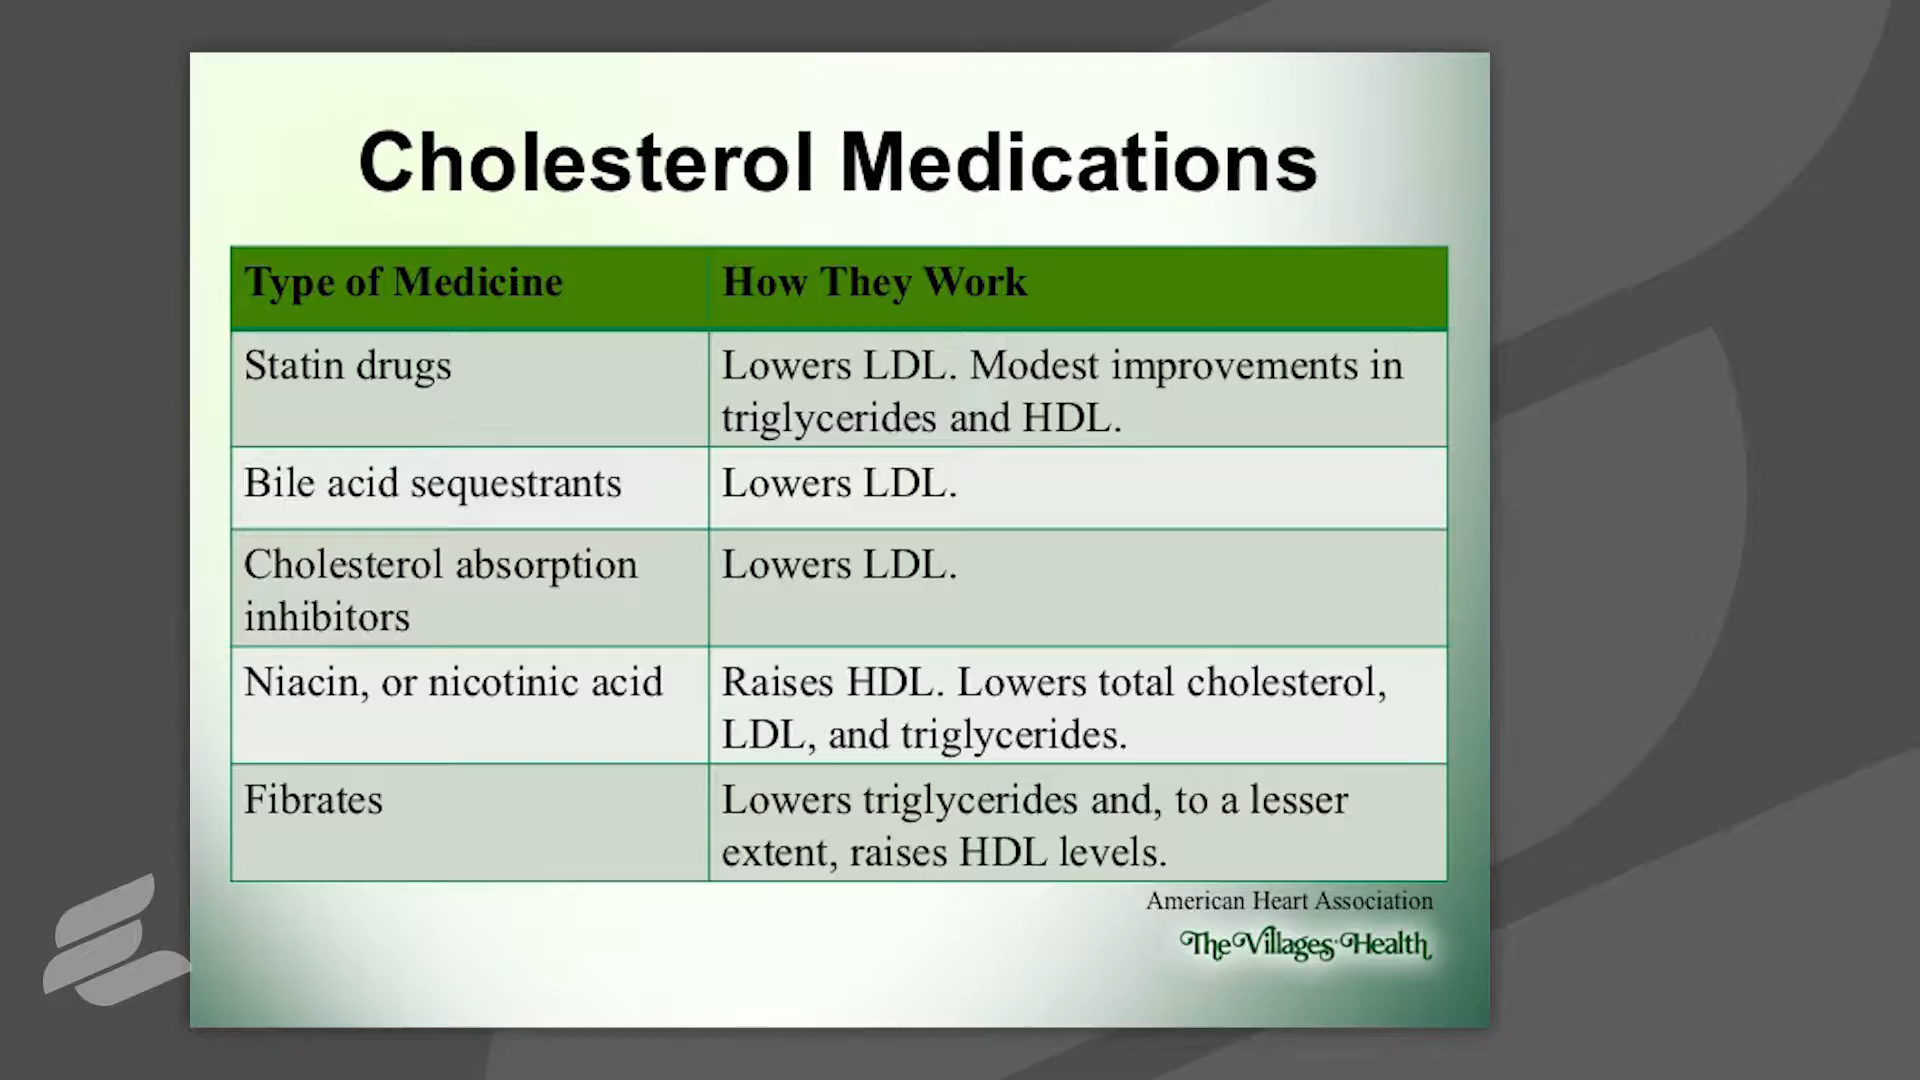 Cholesterol Medications
Type of Medicine
How They Work
Statin drugs
Lowers LDL. Modest improvements in
triglycerides and HDL.
Bile acid sequestrants
Lowers LDL.
Cholesterol absorption
inhibitors
Lowers LDL.
Niacin, or nicotinic acid
Raises HDL. Lowers total cholesterol,
LDL, and triglycerides.
Fibrates
Lowers triglycerides and, to a lesser
extent, raises HDL levels.
American Heart Association
The Villages Health